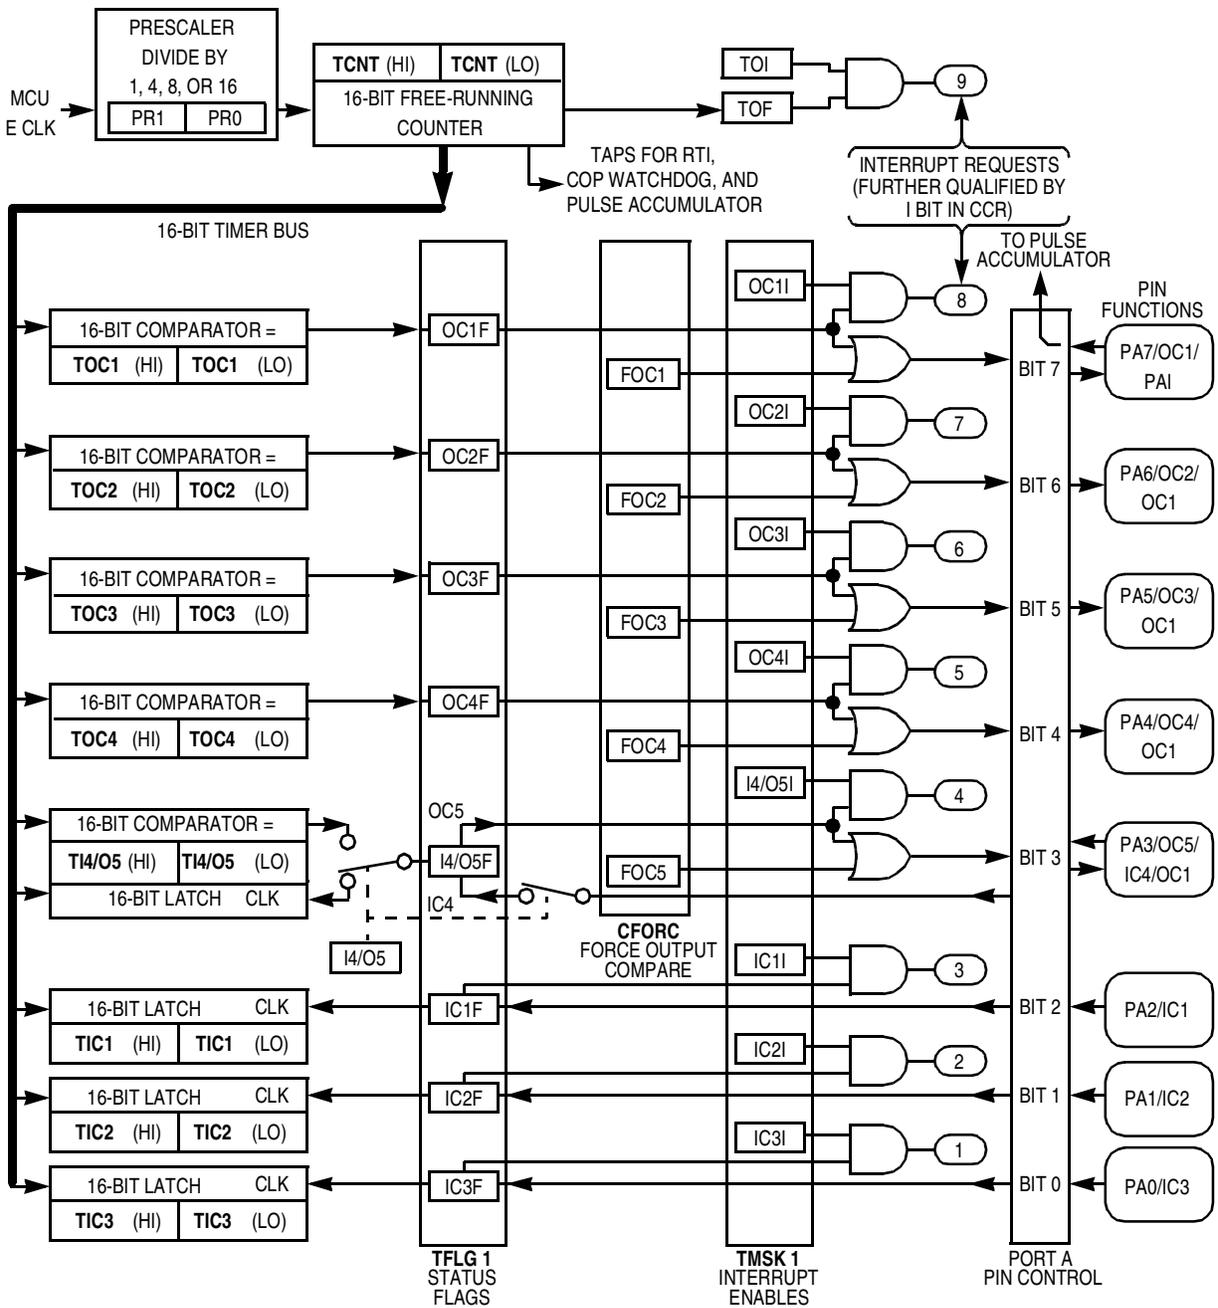 PRESCALER
DIVIDE BY
1, 4, 8, OR 16
PR1 PR0
MCU
E CLK
TCNT (HI) TCNT (LO)
16-BIT FREE-RUNNING
COUNTER
TOI
TOF
9
TAPS FOR RTI,
COP WATCHDOG, AND
PULSE ACCUMULATOR
INTERRUPT REQUESTS
(FURTHER QUALIFIED BY
I BIT IN CCR)
16-BIT TIMER BUS
TO PULSE
ACCUMULATOR
PIN
FUNCTIONS
OC1I
8
16-BIT COMPARATOR =
TOC1 (HI) TOC1 (LO)
OC1F
FOC1
BIT 7
PA7/OC1/
PAI
OC2I
7
16-BIT COMPARATOR =
TOC2 (HI) TOC2 (LO)
OC2F
FOC2
BIT 6
PA6/OC2/
OC1
OC3I
6
16-BIT COMPARATOR =
TOC3 (HI) TOC3 (LO)
OC3F
FOC3
BIT 5
PA5/OC3/
OC1
OC4I
5
16-BIT COMPARATOR =
TOC4 (HI) TOC4 (LO)
OC4F
FOC4
BIT 4
PA4/OC4/
OC1
I4/O5I
4
16-BIT COMPARATOR =
TI4/O5 (HI) TI4/O5 (LO)
16-BIT LATCH CLK
OC5
I4/O5F
IC4
I4/O5
FOC5
BIT 3
PA3/OC5/
IC4/OC1
CFORC
FORCE OUTPUT
COMPARE
IC1I
3
16-BIT LATCH CLK
TIC1 (HI) TIC1 (LO)
IC1F
BIT 2
PA2/IC1
IC2I
2
16-BIT LATCH CLK
TIC2 (HI) TIC2 (LO)
IC2F
BIT 1
PA1/IC2
IC3I
1
16-BIT LATCH CLK
TIC3 (HI) TIC3 (LO)
IC3F
BIT 0
PA0/IC3
TFLG 1
STATUS
FLAGS
TMSK 1
INTERRUPT
ENABLES
PORT A
PIN CONTROL